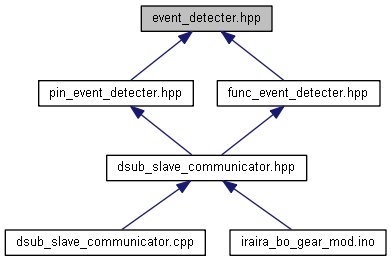 event_detecter.hpp
pin_event_detecter.hpp
func_event_detecter.hpp
dsub_slave_communicator.hpp
dsub_slave_communicator.cpp
iraira_bo_gear_mod.ino